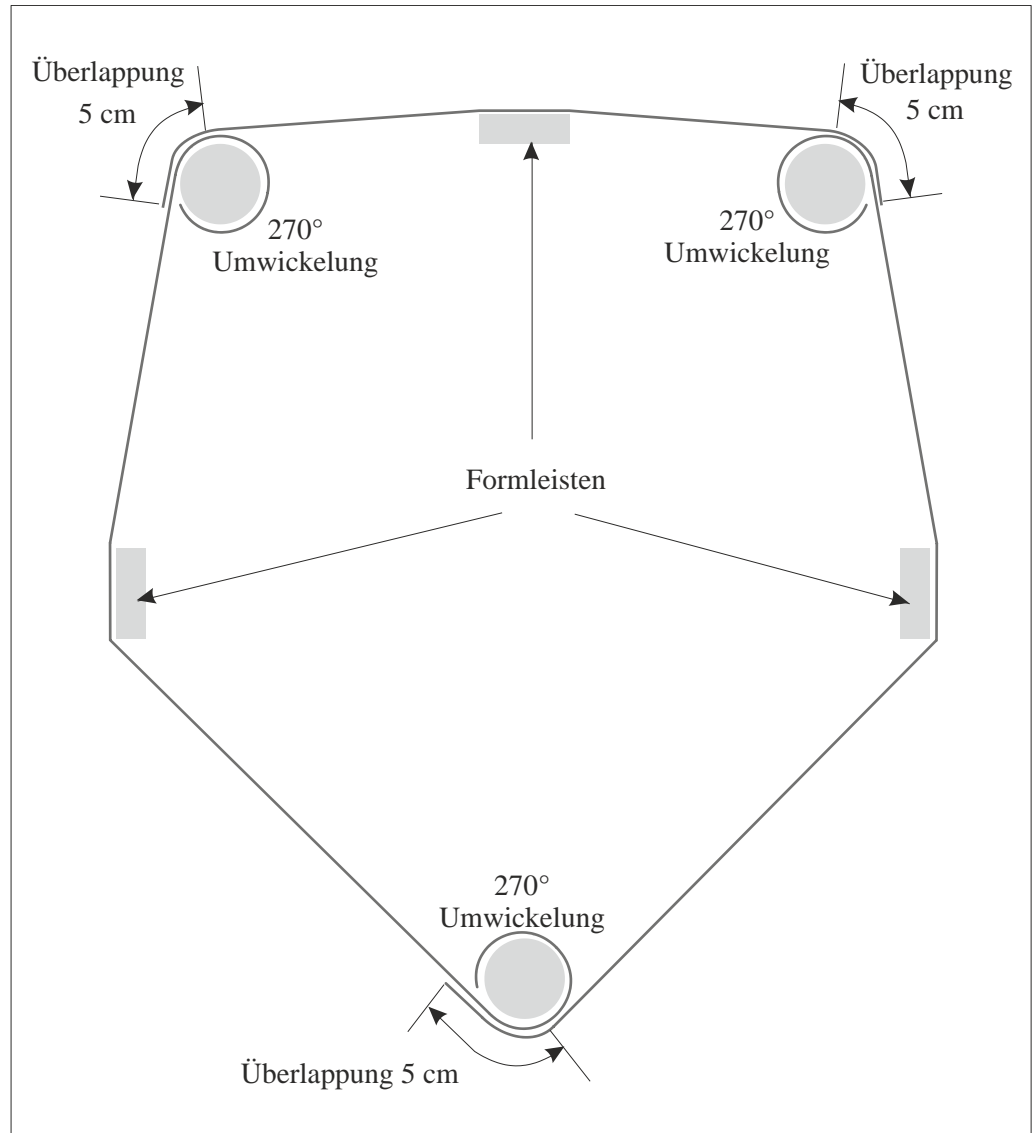 Überlappung
5 cm
Überlappung
5 cm
270°
Umwickelung
270°
Umwickelung
Formleisten
270°
Umwickelung
Überlappung 5 cm